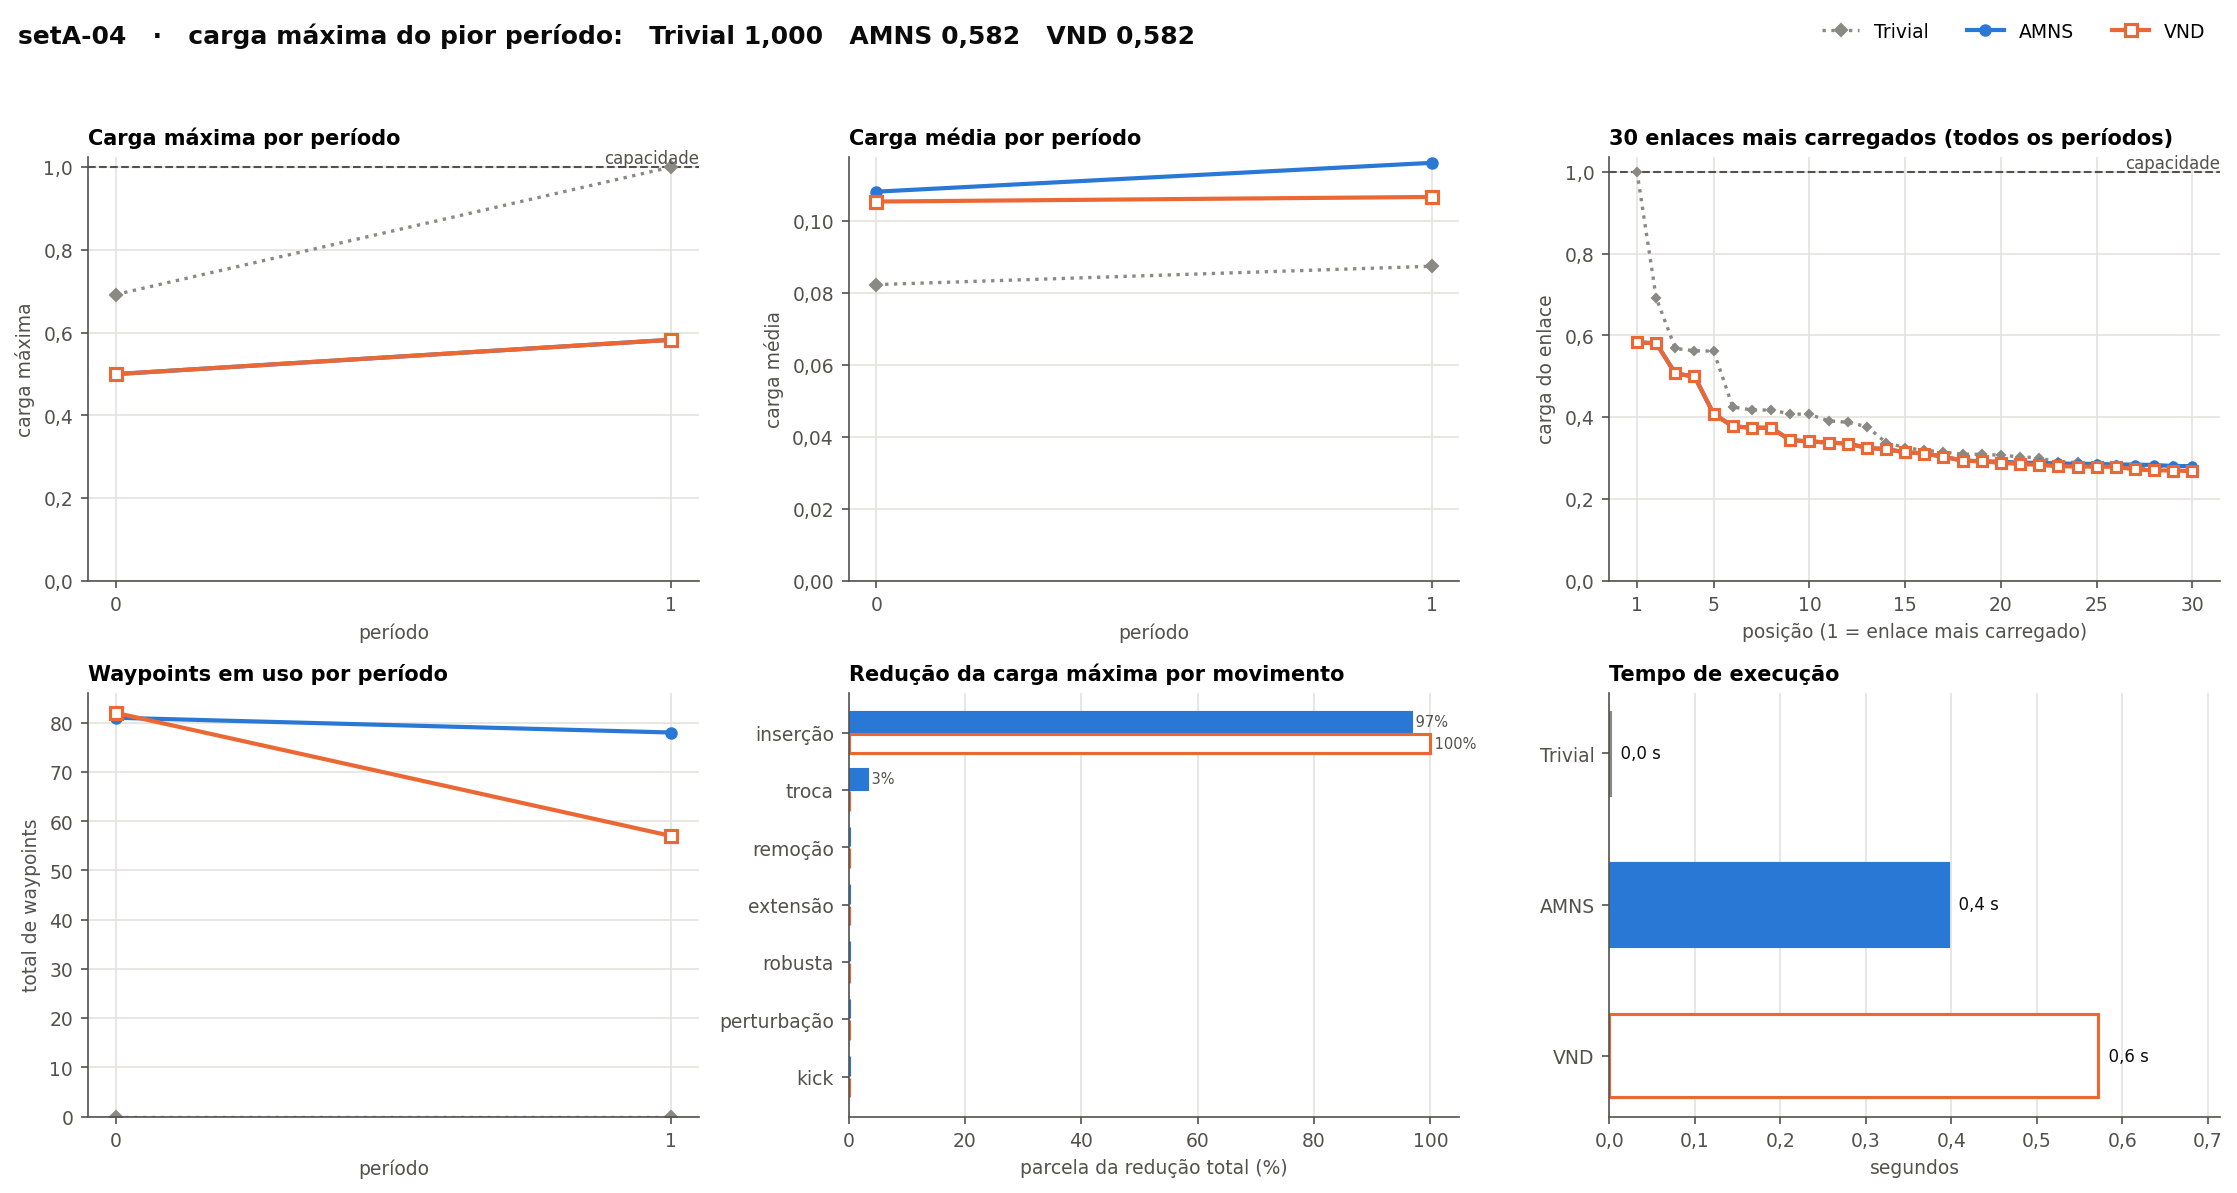 setA-04 · carga máxima do pior período: Trivial 1,000 AMNS 0,582 VND 0,582
Trivial AMNS VND
Carga máxima por período
capacidade
1,0
0,8
0,6
0,4
0,2
0,0
carga máxima
0 1
período
Carga média por período
0,10
0,08
0,06
0,04
0,02
0,00
carga média
0 1
período
30 enlaces mais carregados (todos os períodos)
capacidade
1,0
0,8
0,6
0,4
0,2
0,0
carga do enlace
1 5 10 15 20 25 30
posição (1 = enlace mais carregado)
Waypoints em uso por período
80
70
60
50
40
30
20
10
0
total de waypoints
0 1
período
Redução da carga máxima por movimento
inserção 97%
100%
troca 3%
remoção
extensão
robusta
perturbação
kick
0 20 40 60 80 100
parcela da redução total (%)
Tempo de execução
Trivial 0,0 s
AMNS 0,4 s
VND 0,6 s
0,0 0,1 0,2 0,3 0,4 0,5 0,6 0,7
segundos